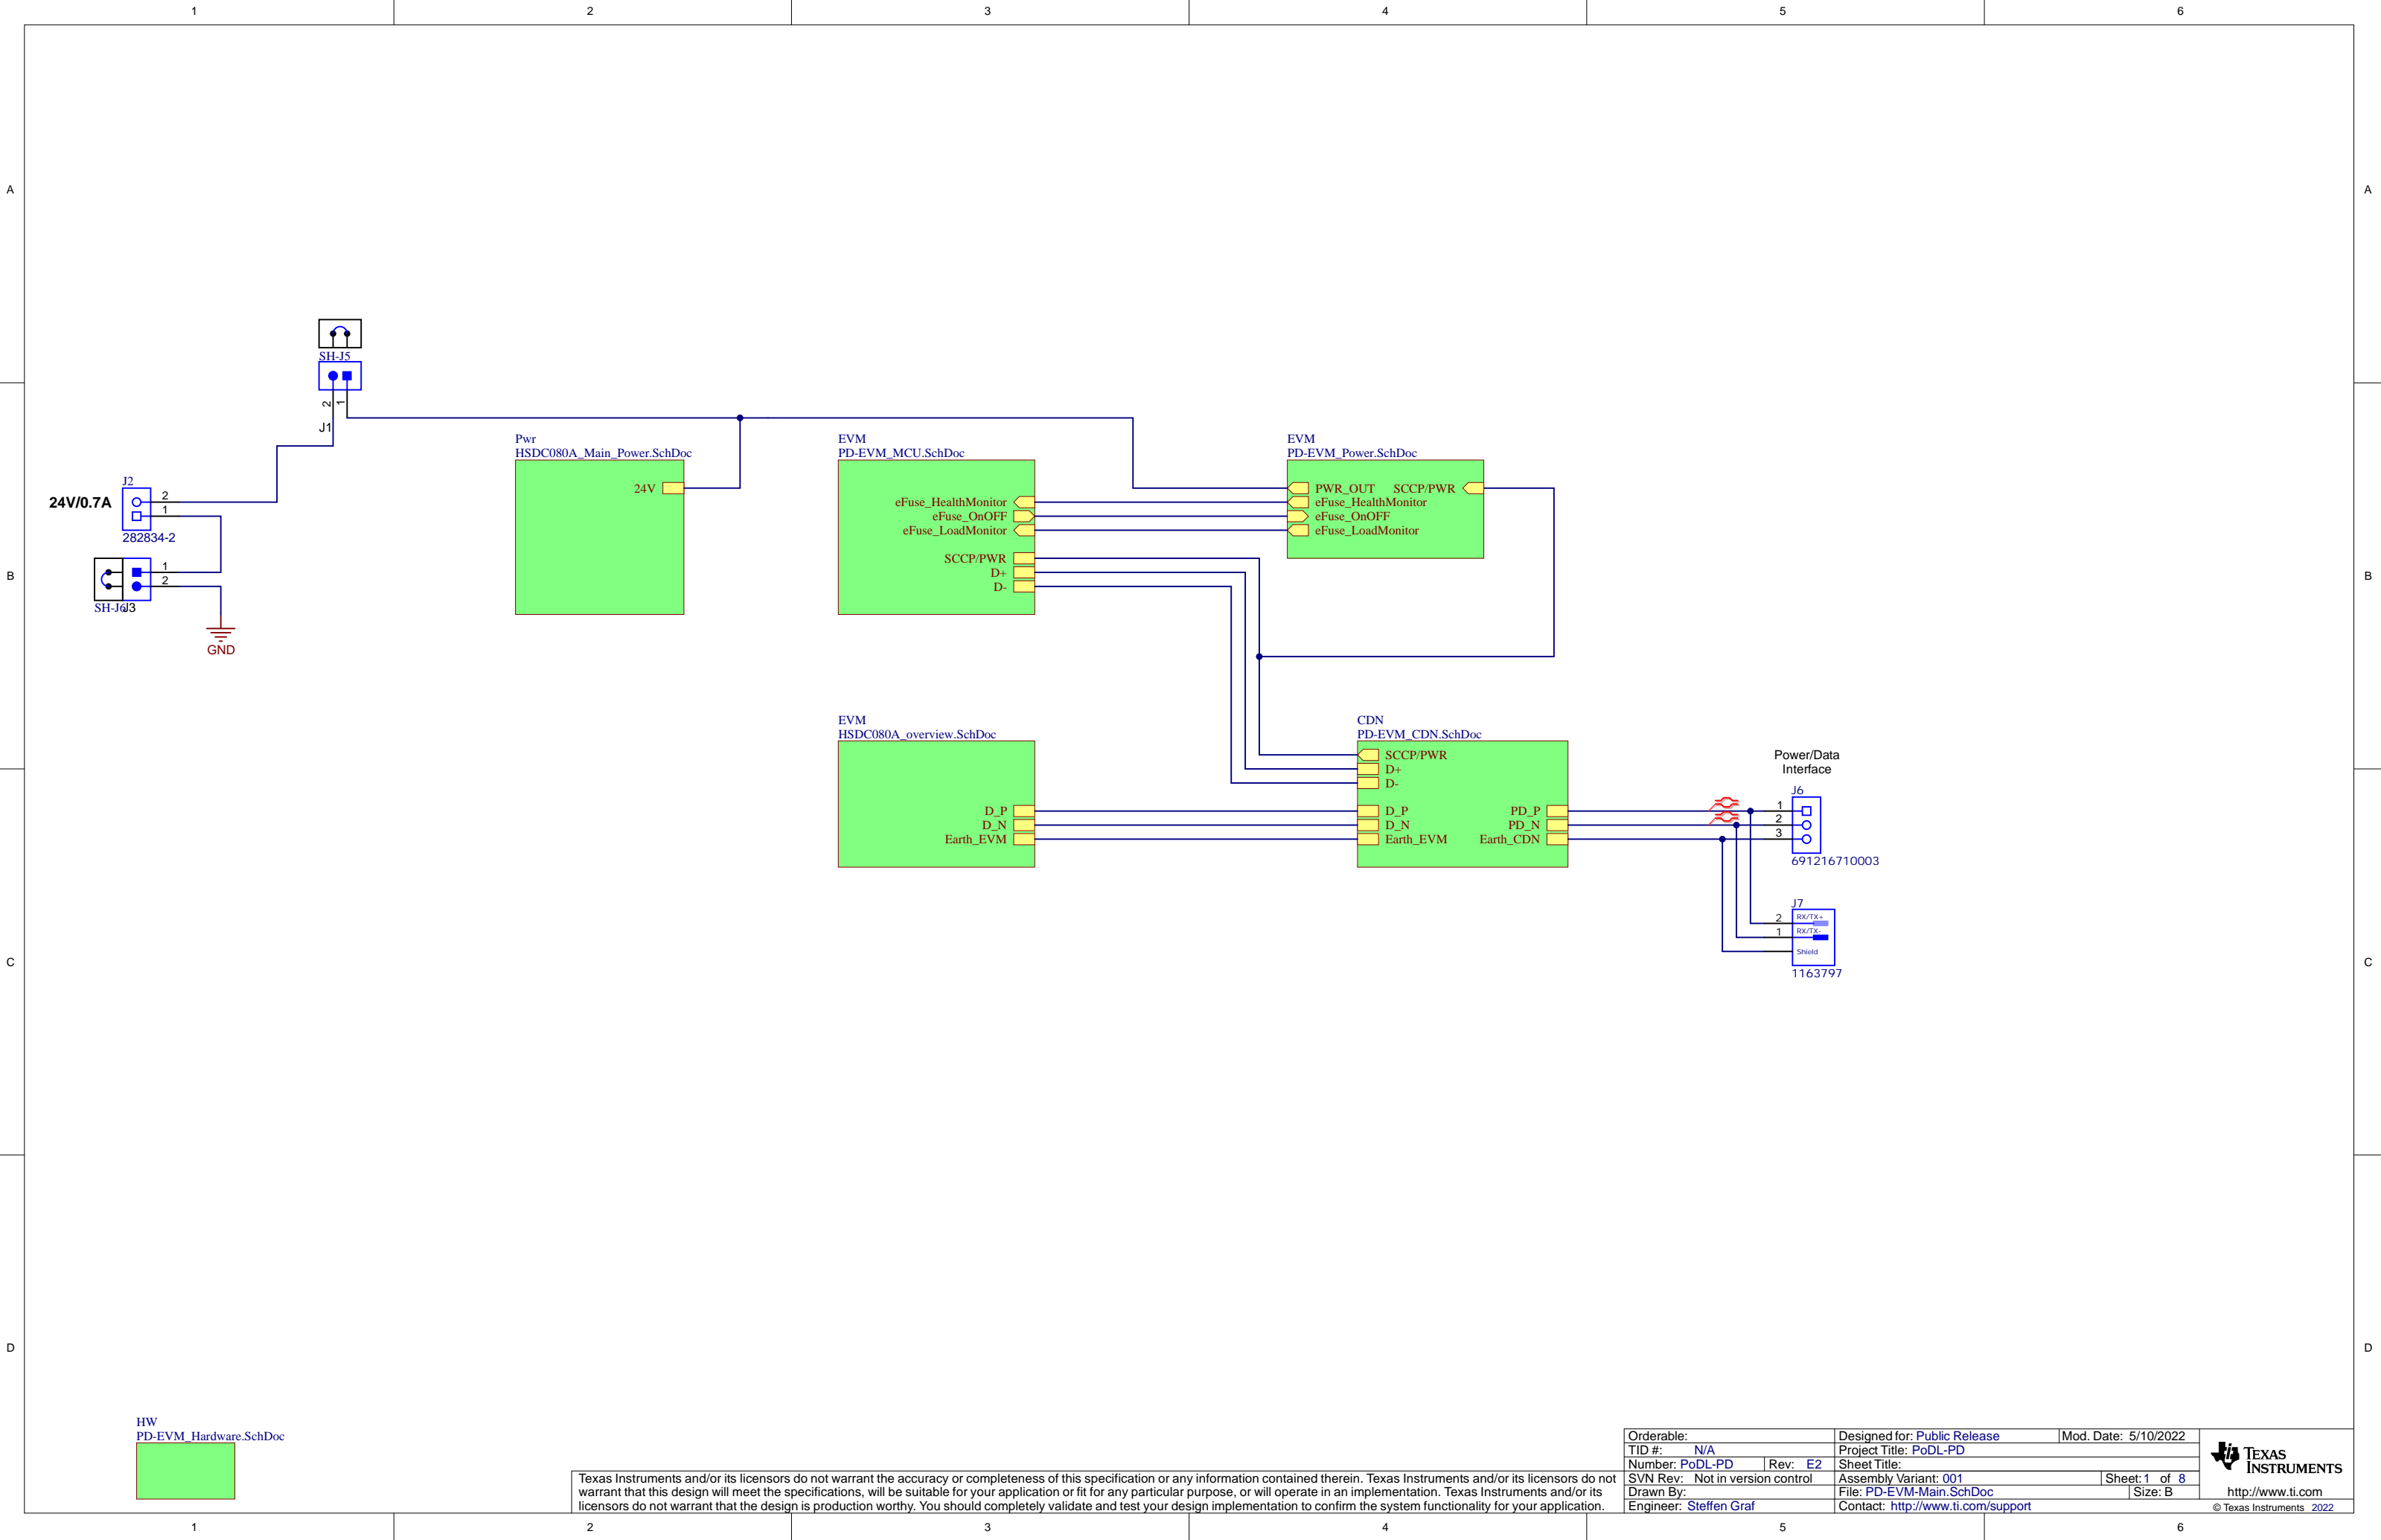 1 2 3 4 5 6
A A
SH-J5
2 1
J1
Pwr
HSDC080A_Main_Power.SchDoc
24V
EVM
PD-EVM_MCU.SchDoc
eFuse_HealthMonitor
eFuse_OnOFF
eFuse_LoadMonitor
SCCP/PWR
D+
D-
EVM
PD-EVM_Power.SchDoc
PWR_OUT SCCP/PWR
eFuse_HealthMonitor
eFuse_OnOFF
eFuse_LoadMonitor
J2
24V/0.7A
2
1
282834-2
B B
1
2
SH-J6 J3
GND
EVM
HSDC080A_overview.SchDoc
D_P
D_N
Earth_EVM
CDN
PD-EVM_CDN.SchDoc
SCCP/PWR
D+
D-
D_P PD_P
D_N PD_N
Earth_EVM Earth_CDN
Power/Data
Interface
J6
1
2
3
691216710003
J7
2 RX/TX+
1 RX/TX-
Shield
1163797
C C
D D
HW
PD-EVM_Hardware.SchDoc
Texas Instruments and/or its licensors do not warrant the accuracy or completeness of this specification or any information contained therein. Texas Instruments and/or its licensors do not
warrant that this design will meet the specifications, will be suitable for your application or fit for any particular purpose, or will operate in an implementation. Texas Instruments and/or its
licensors do not warrant that the design is production worthy. You should completely validate and test your design implementation to confirm the system functionality for your application.
Orderable: Designed for: Public Release Mod. Date: 5/10/2022
TID #: N/A Project Title: PoDL-PD
Number: PoDL-PD Rev: E2 Sheet Title:
SVN Rev: Not in version control Assembly Variant: 001 Sheet: 1 of 8
Drawn By: File: PD-EVM-Main.SchDoc Size: B
Engineer: Steffen Graf Contact: http://www.ti.com/support
TEXAS
INSTRUMENTS
http://www.ti.com
© Texas Instruments 2022
1 2 3 4 5 6